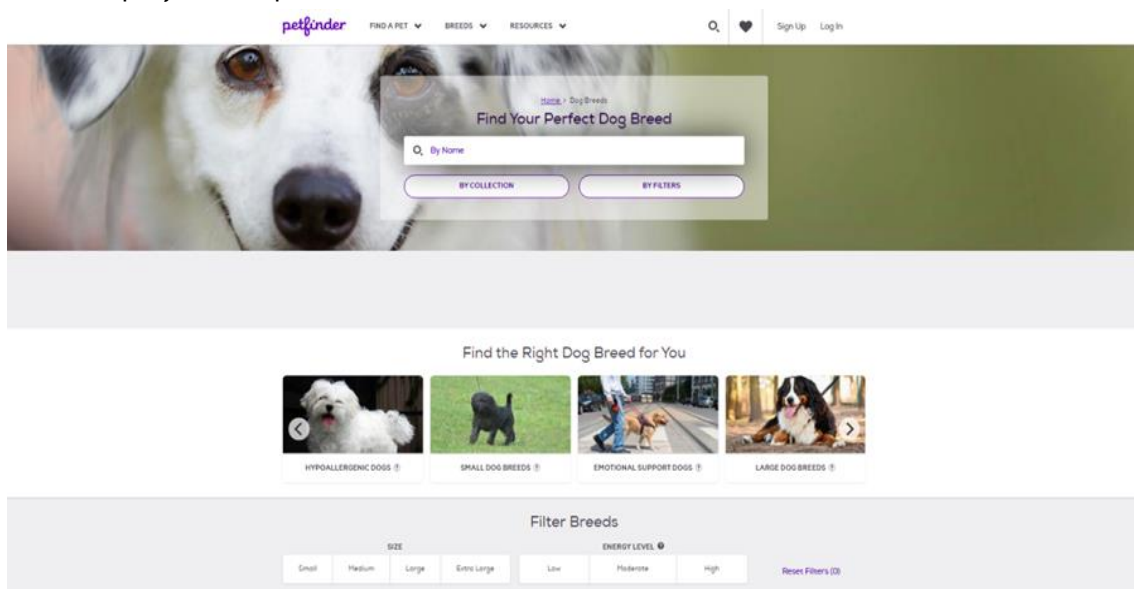 petfinder FIND A PET BREEDS RESOURCES Sign Up Log In
Home > Dog Breeds
Find Your Perfect Dog Breed
By Name
BY COLLECTION BY FILTERS
Find the Right Dog Breed for You
HYPOALLERGENIC DOGS ? SMALL DOG BREEDS ? EMOTIONAL SUPPORT DOGS ? LARGE DOG BREEDS ?
Filter Breeds
SIZE ENERGY LEVEL ?
Small Medium Large Extra Large Low Moderate High Reset Filters (0)